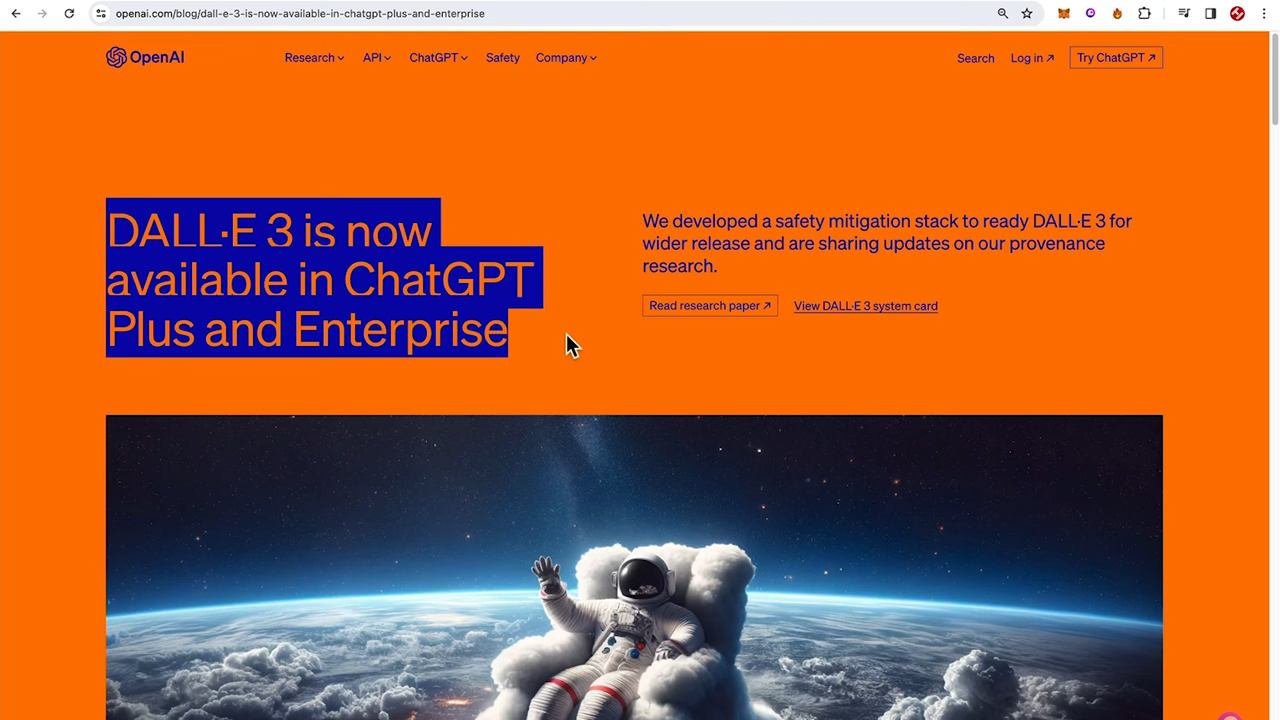 openai.com/blog/dall-e-3-is-now-available-in-chatgpt-plus-and-enterprise
OpenAI
Research
API
ChatGPT
Safety
Company
Search
Log in ↗
Try ChatGPT ↗
DALL·E 3 is now
available in ChatGPT
Plus and Enterprise
We developed a safety mitigation stack to ready DALL·E 3 for
wider release and are sharing updates on our provenance
research.
Read research paper ↗
View DALL·E 3 system card